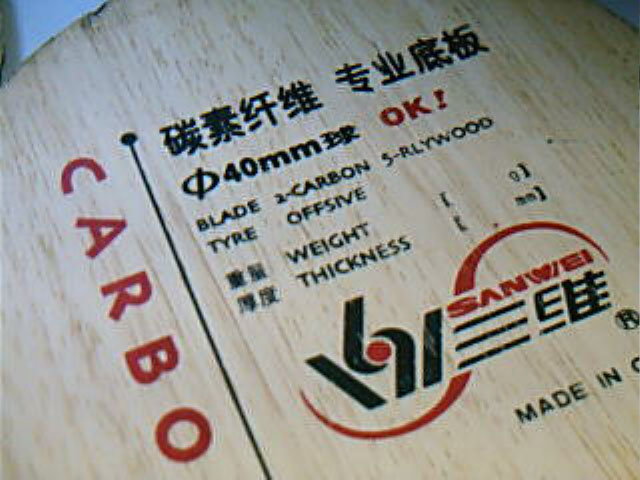 碳素纤维 专业底板
Φ40mm球 OK!
BLADE 2-CARBON 5-RLYWOOD
TYRE OFFSIVE
重量 WEIGHT [ g]
厚度 THICKNESS [ mm]
SANWEI
三维®
MADE IN C
CARBO